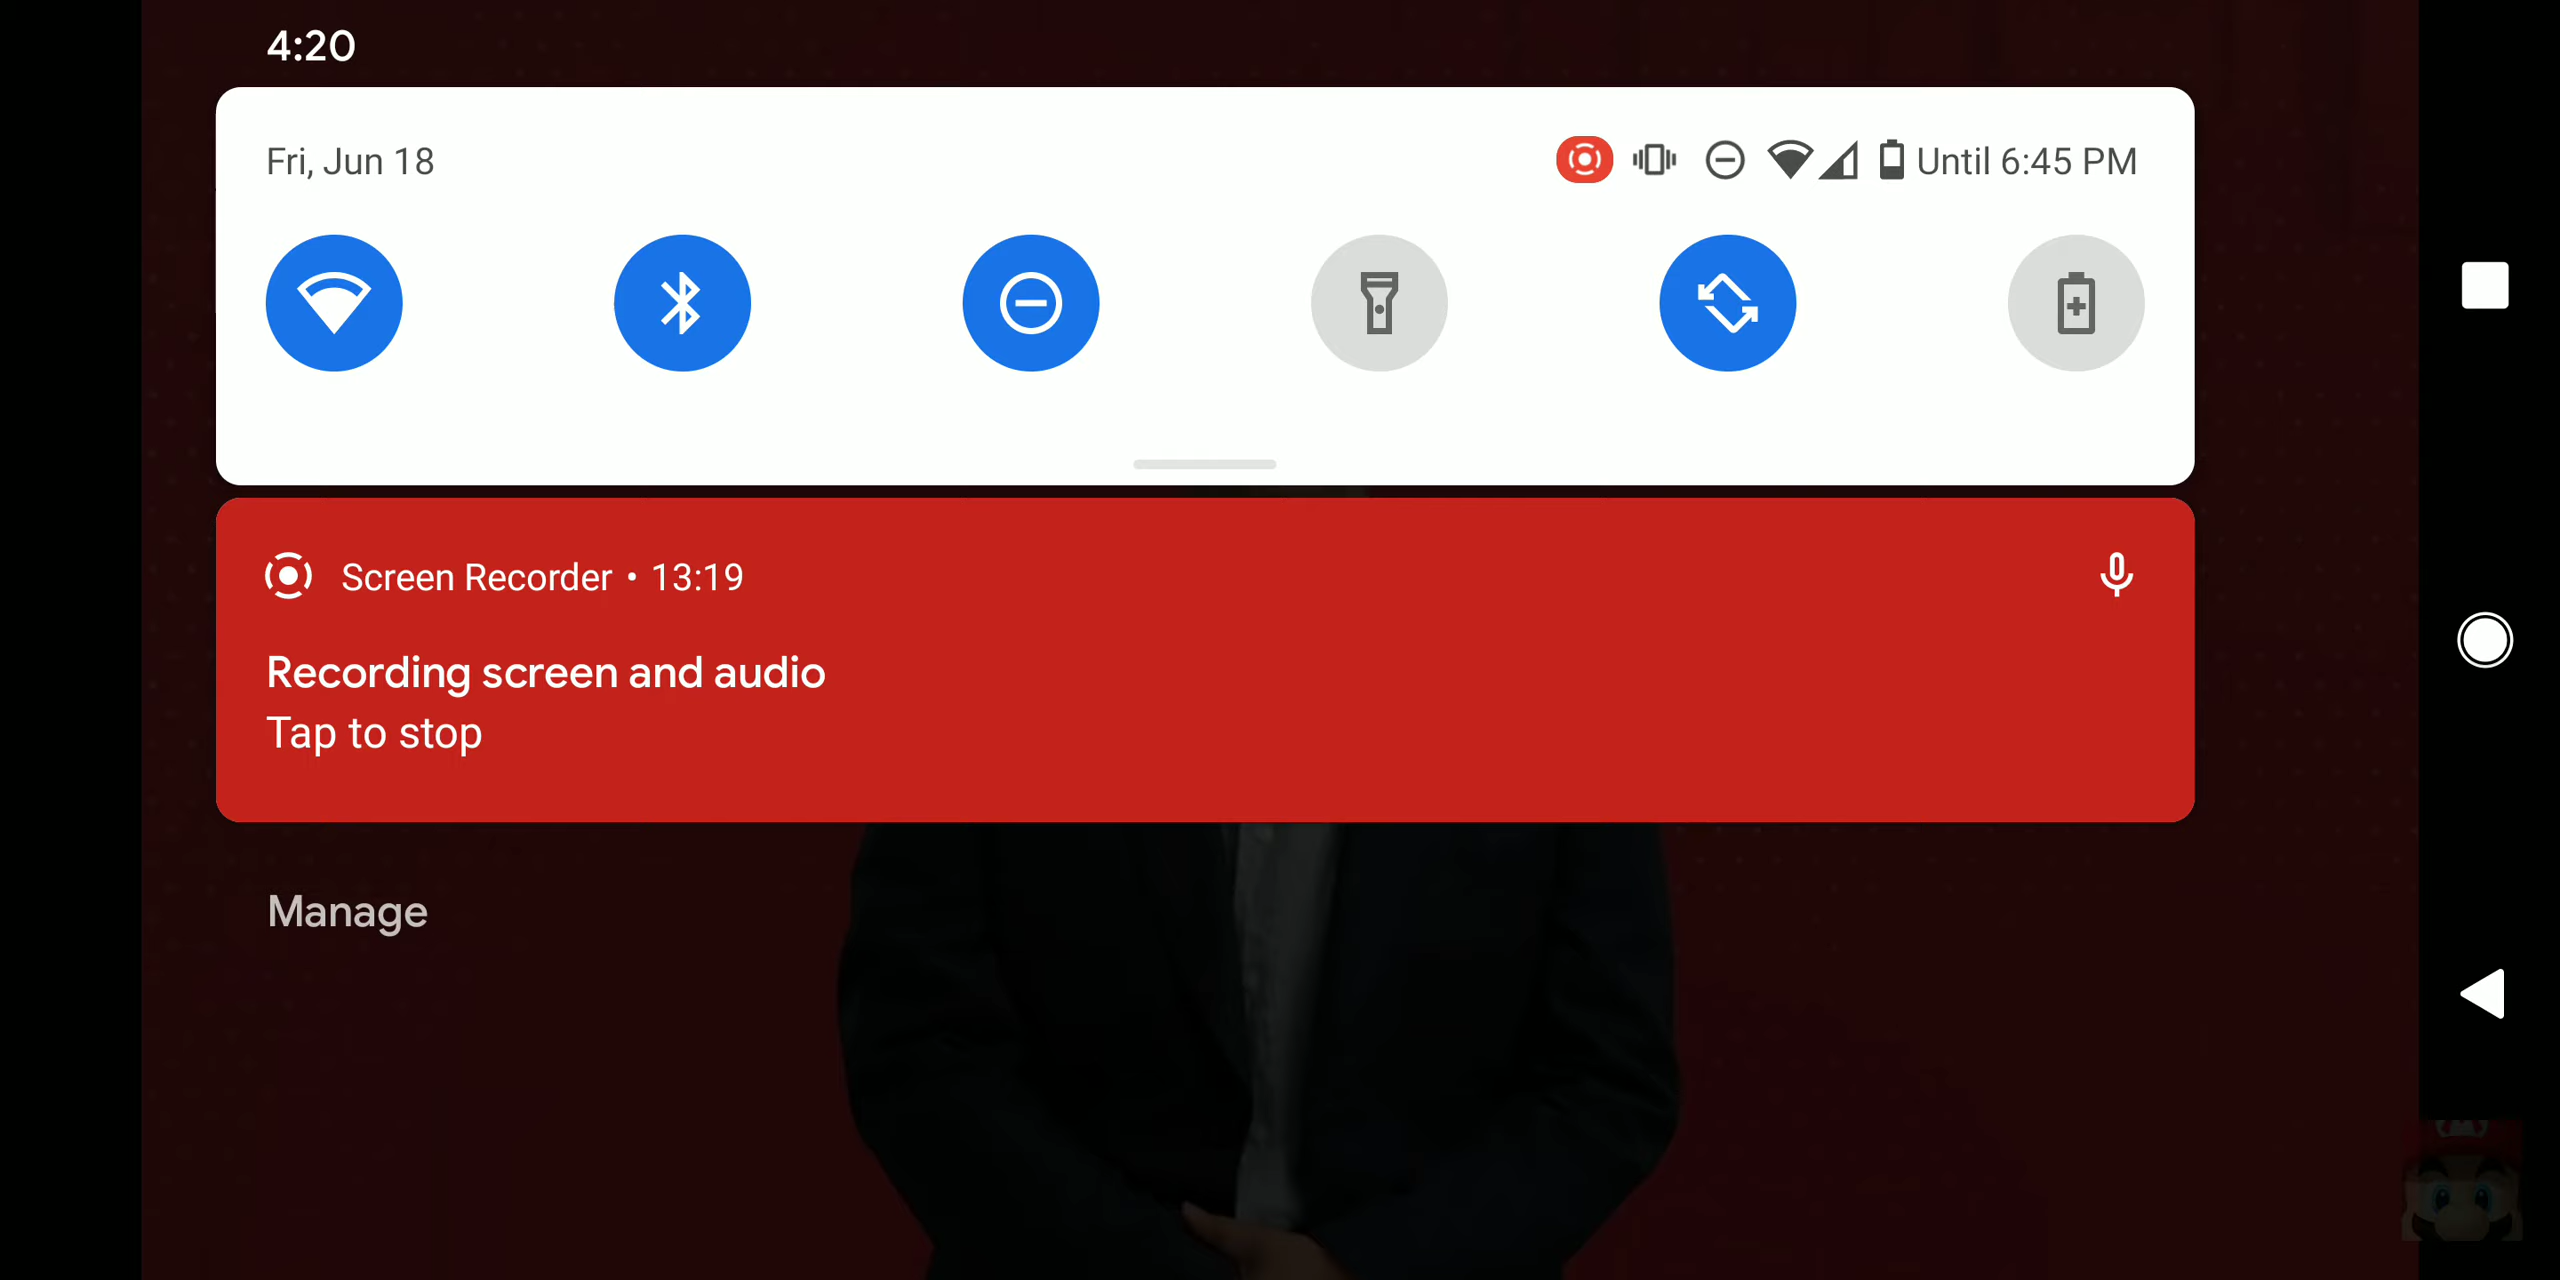 4:20
Fri, Jun 18
Until 6:45 PM
Screen Recorder • 13:19
Recording screen and audio
Tap to stop
Manage